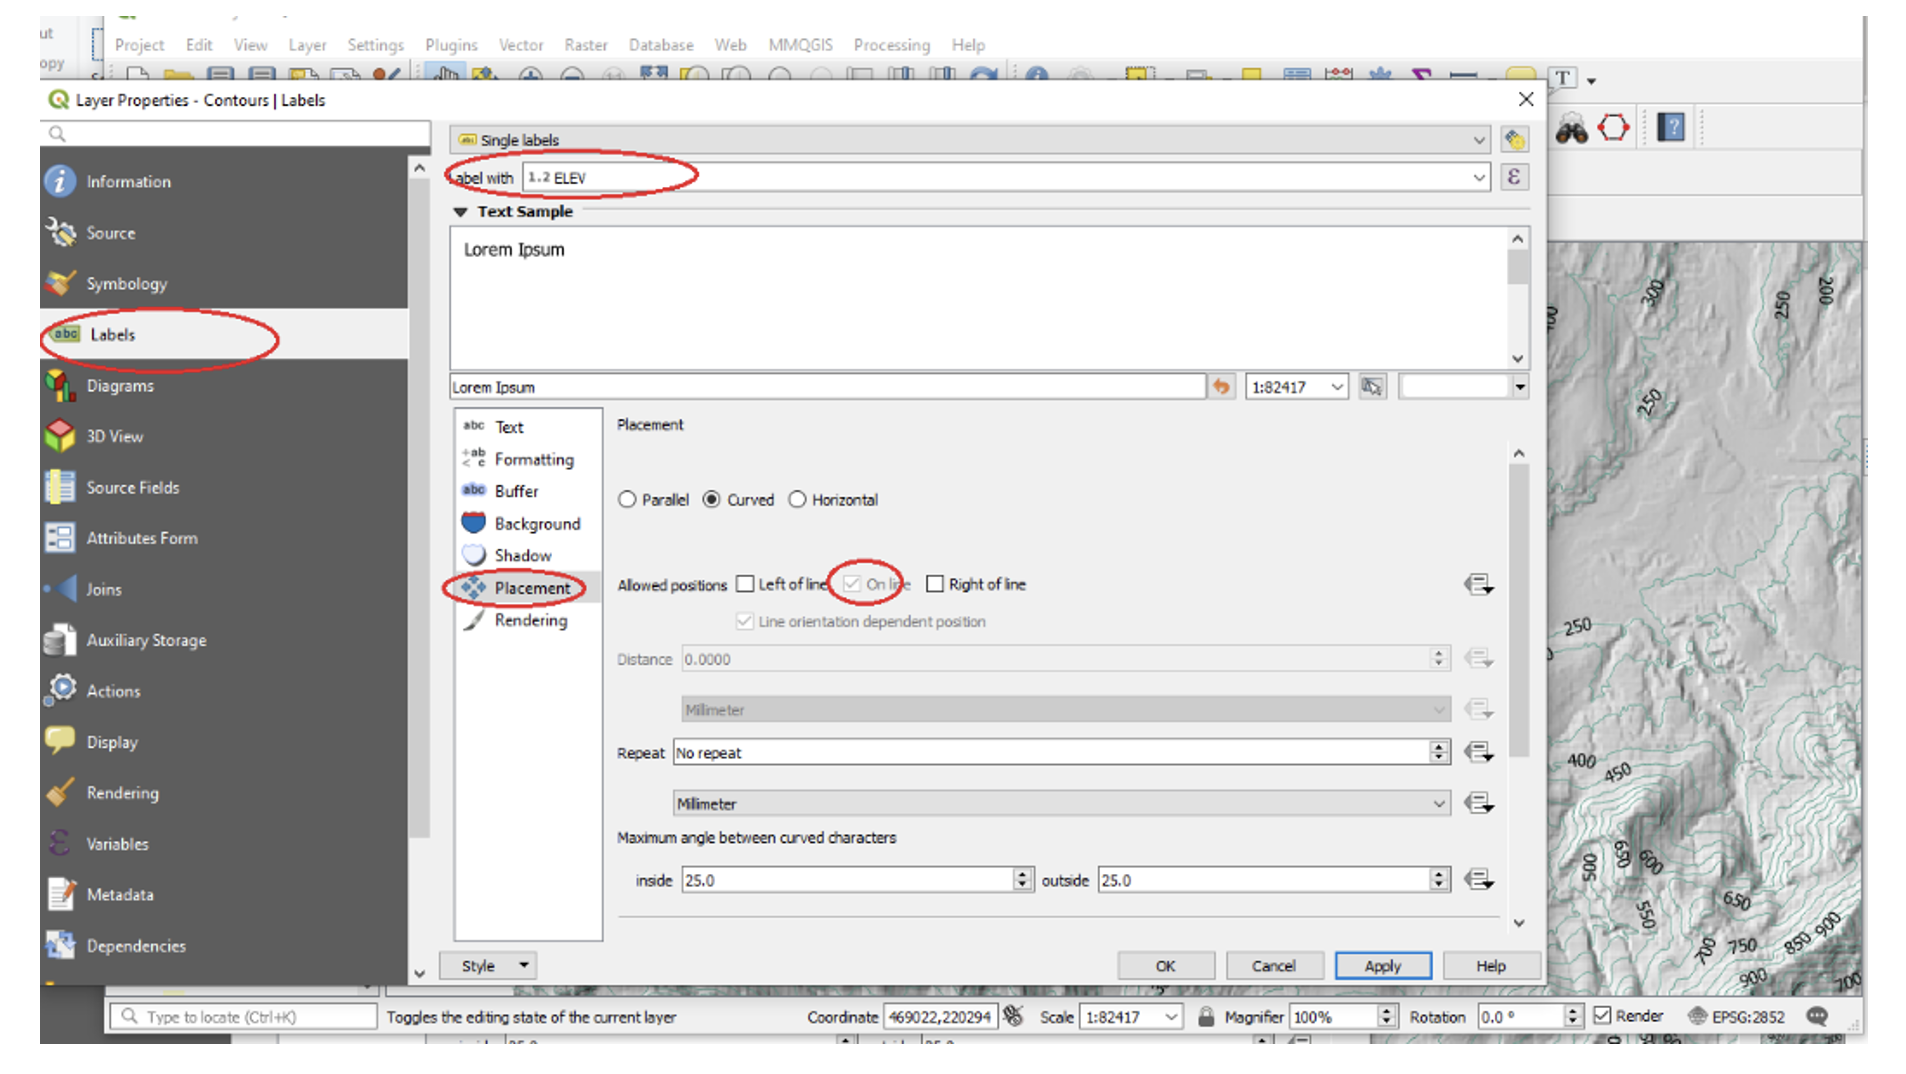 ut
opy
Project Edit View Layer Settings Plugins Vector Raster Database Web MMQGIS Processing Help
Layer Properties - Contours | Labels
Single labels
Label with 1.2 ELEV
Text Sample
Lorem Ipsum
Lorem Ipsum
1:82417
Information
Source
Symbology
abc Labels
Diagrams
3D View
Source Fields
Attributes Form
Joins
Auxiliary Storage
Actions
Display
Rendering
Variables
Metadata
Dependencies
abc Text
+ab < c Formatting
abc Buffer
Background
Shadow
Placement
Rendering
Placement
Parallel Curved Horizontal
Allowed positions Left of line On line Right of line
Line orientation dependent position
Distance 0.0000
Millimeter
Repeat No repeat
Millimeter
Maximum angle between curved characters
inside 25.0 outside 25.0
Style OK Cancel Apply Help
300
250
200
250
250
400
450
500
650
600
550
650
700
750
850
900
900
700
Type to locate (Ctrl+K) Toggles the editing state of the current layer Coordinate 469022,220294 Scale 1:82417 Magnifier 100% Rotation 0.0 ° Render EPSG:2852